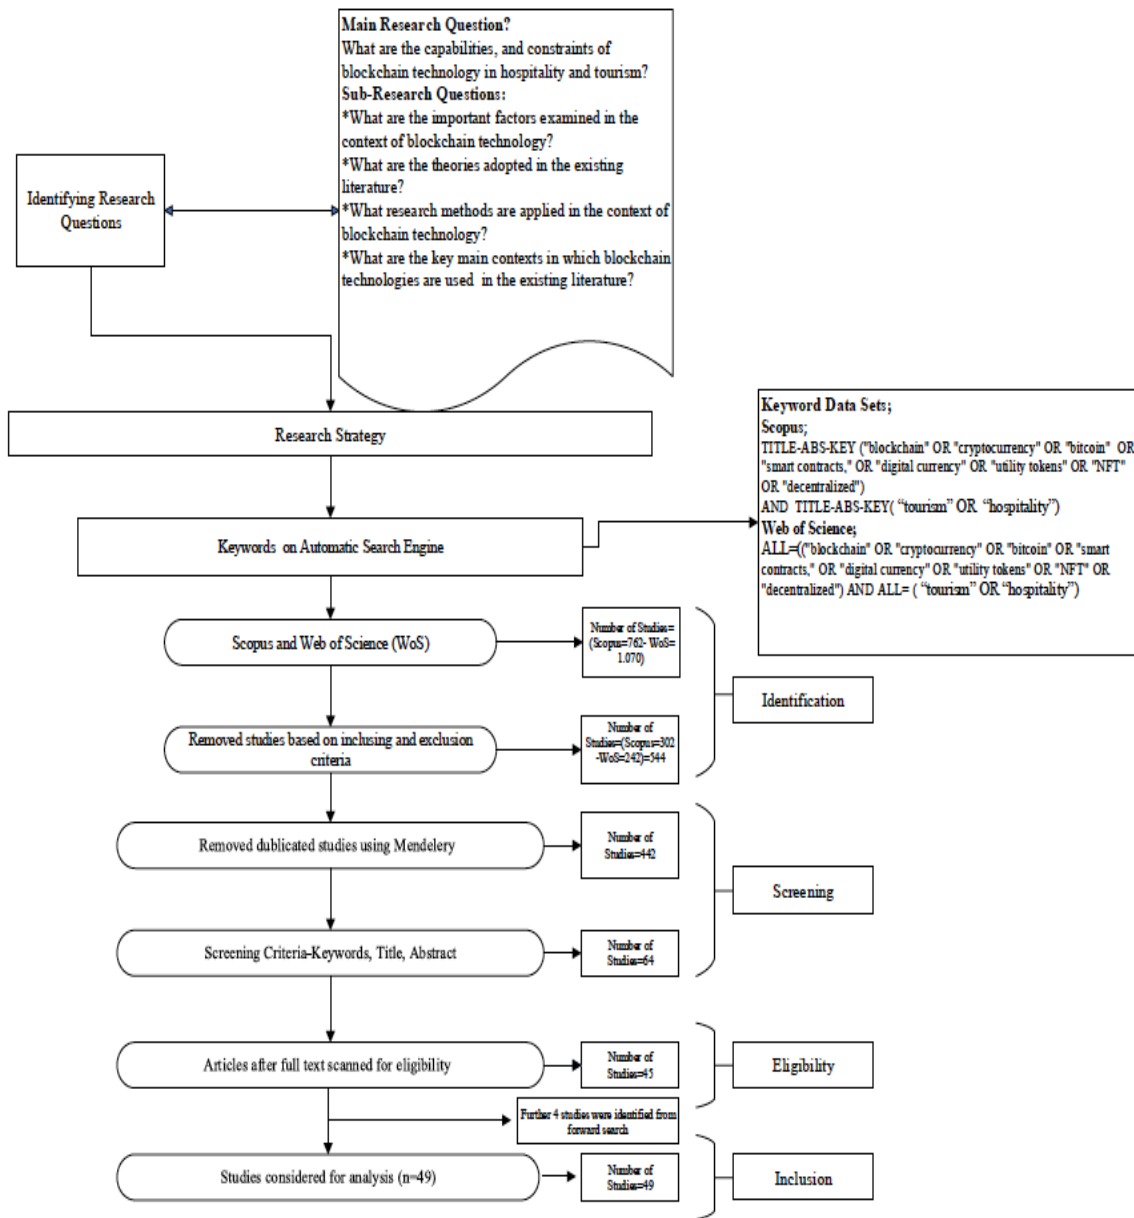 Main Research Question?
What are the capabilities, and constraints of
blockchain technology in hospitality and tourism?
Sub-Research Questions:
*What are the important factors examined in the
context of blockchain technology?
*What are the theories adopted in the existing
literature?
*What research methods are applied in the context of
blockchain technology?
*What are the key main contexts in which blockchain
technologies are used in the existing literature?
Identifying Research
Questions
Research Strategy
Keywords on Automatic Search Engine
Keyword Data Sets;
Scopus;
TITLE-ABS-KEY ("blockchain" OR "cryptocurrency" OR "bitcoin" OR
"smart contracts," OR "digital currency" OR "utility tokens" OR "NFT"
OR "decentralized")
AND TITLE-ABS-KEY( “tourism” OR “hospitality”)
Web of Science;
ALL=(("blockchain" OR "cryptocurrency" OR "bitcoin" OR "smart
contracts," OR "digital currency" OR "utility tokens" OR "NFT" OR
"decentralized") AND ALL= ( “tourism” OR “hospitality”)
Scopus and Web of Science (WoS)
Number of Studies=
(Scopus=762- WoS=
1.070)
Identification
Removed studies based on inclusing and exclusion
criteria
Number of
Studies=(Scopus=302
-WoS=242)=544
Removed dublicated studies using Mendelery
Number of
Studies=442
Screening
Screening Criteria-Keywords, Title, Abstract
Number of
Studies=64
Articles after full text scanned for eligibility
Number of
Studies=45
Eligibility
Further 4 studies were identified from
forward search
Studies considered for analysis (n=49)
Number of
Studies=49
Inclusion